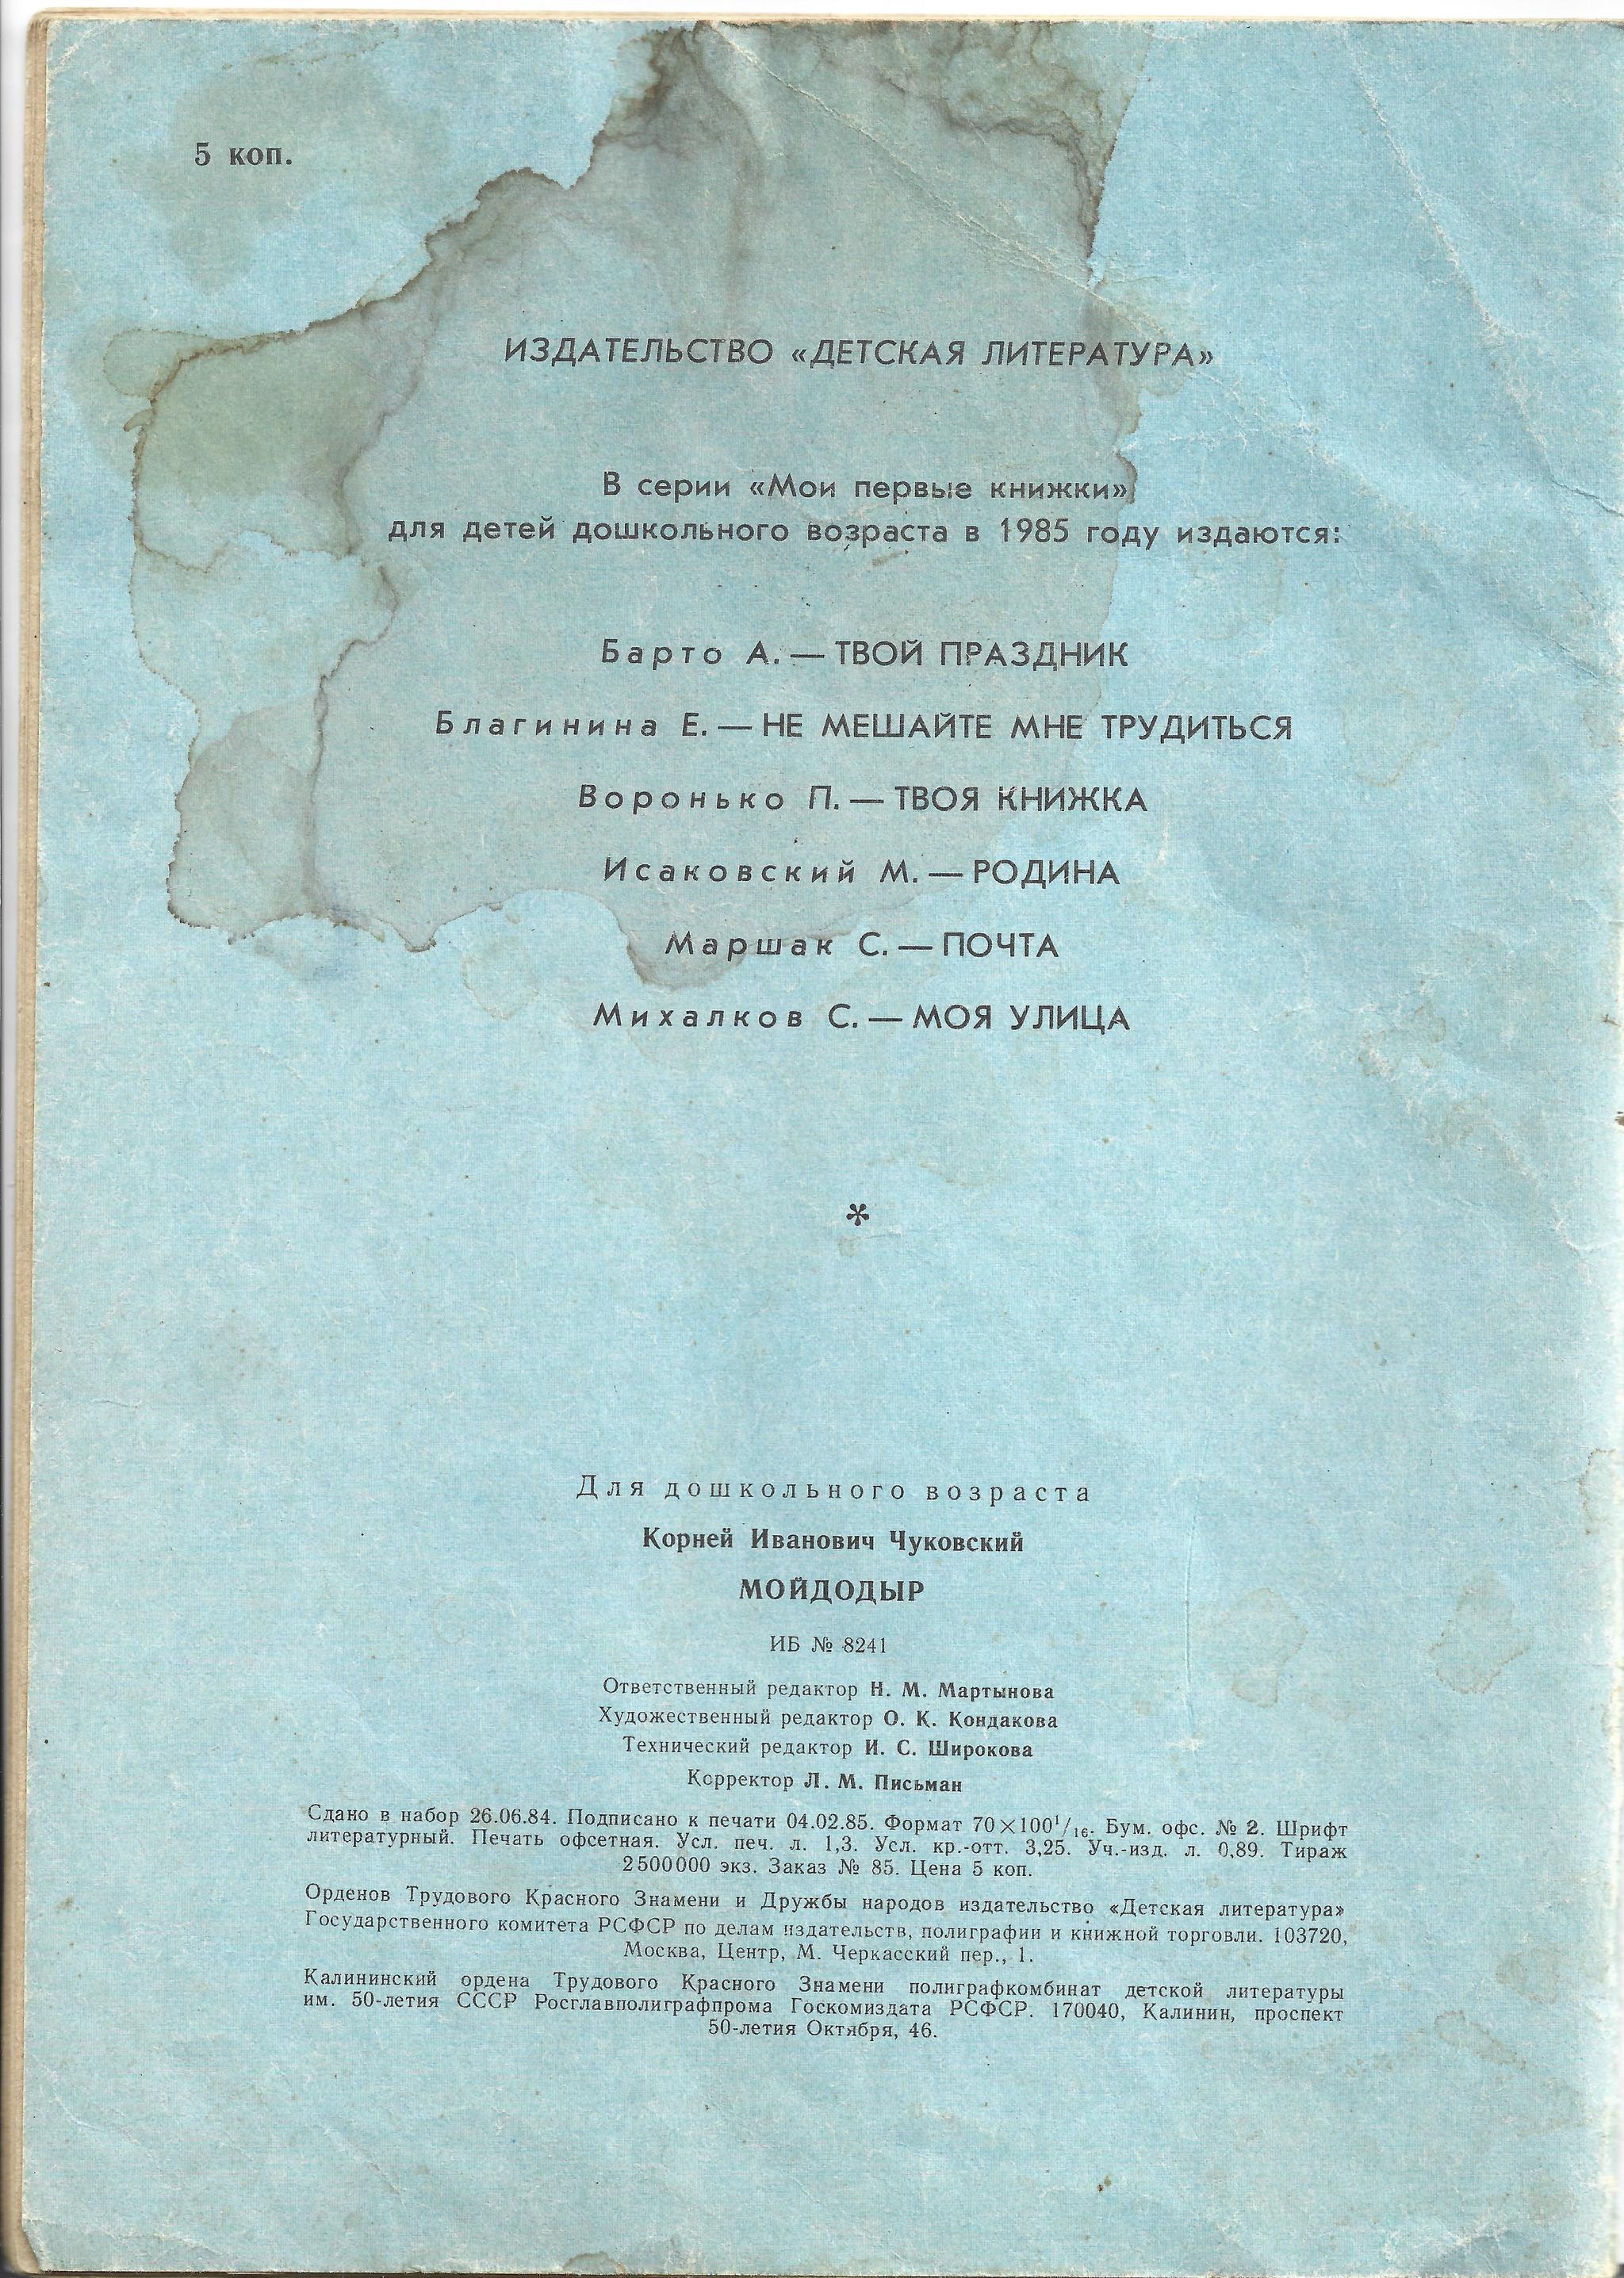 5 коп.
ИЗДАТЕЛЬСТВО «ДЕТСКАЯ ЛИТЕРАТУРА»
В серии «Мои первые книжки»
для детей дошкольного возраста в 1985 году издаются:
Барто А. — ТВОЙ ПРАЗДНИК
Благинина Е. — НЕ МЕШАЙТЕ МНЕ ТРУДИТЬСЯ
Воронько П. — ТВОЯ КНИЖКА
Исаковский М. — РОДИНА
Маршак С. — ПОЧТА
Михалков С. — МОЯ УЛИЦА
*
Для дошкольного возраста
Корней Иванович Чуковский
МОЙДОДЫР
ИБ № 8241
Ответственный редактор Н. М. Мартынова
Художественный редактор О. К. Кондакова
Технический редактор И. С. Широкова
Корректор Л. М. Письман
Сдано в набор 26.06.84. Подписано к печати 04.02.85. Формат 70×100¹/₁₆. Бум. офс. № 2. Шрифт
литературный. Печать офсетная. Усл. печ. л. 1,3. Усл. кр.-отт. 3,25. Уч.-изд. л. 0,89. Тираж
2 500 000 экз. Заказ № 85. Цена 5 коп.
Орденов Трудового Красного Знамени и Дружбы народов издательство «Детская литература»
Государственного комитета РСФСР по делам издательств, полиграфии и книжной торговли. 103720,
Москва, Центр, М. Черкасский пер., 1.
Калининский ордена Трудового Красного Знамени полиграфкомбинат детской литературы
им. 50-летия СССР Росглавполиграфпрома Госкомиздата РСФСР. 170040, Калинин, проспект
50-летия Октября, 46.